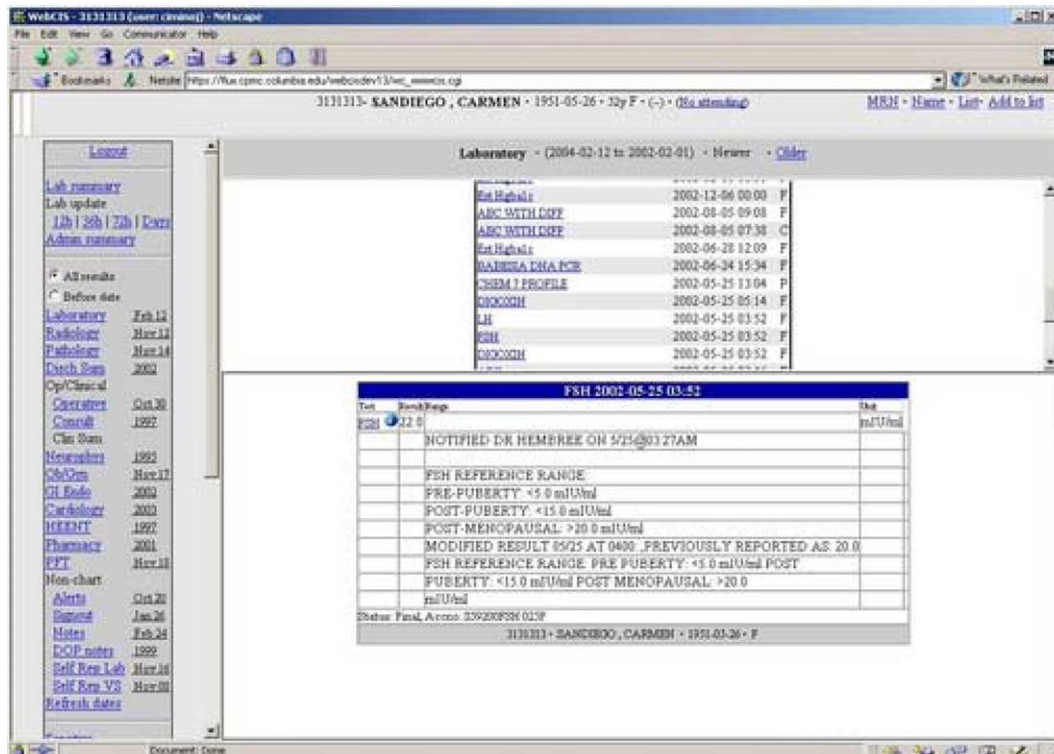 WebCIS - 3131313 (user: cimino) - Netscape
File Edit View Go Communicator Help
Bookmarks Netsite https://flux.cpmc.columbia.edu/webcisdev13/wc_wwwcis.cgi What's Related
3131313- SANDIEGO , CARMEN • 1951-05-26 • 32y F • (--) • (No attending) MRN • Name • List• Add to list
Logout
Laboratory • (2004-02-12 to 2002-02-01) • Newer • Older
Lab summary
Lab update
12h | 36h | 72h | Days
Admin summary
All results
Before date
Laboratory Feb 12
Radiology Nov 12
Pathology Nov 14
Disch Sum 2002
Op/Clinical
Operative Oct 30
Consult 1997
Clin Sum
Neurophys 1995
Ob/Gyn Nov 17
GI Endo 2002
Cardiology 2003
HEENT 1997
Pharmacy 2001
PFT Nov 18
Non-chart
Alerts Oct 20
Signout Jan 26
Notes Feb 24
DOP notes 1999
Self Rep Lab Nov 16
Self Rep VS Nov 00
Refresh dates
2002-12-06 00:00 F
ABC WITH DIFF 2002-08-05 09:08 F
ABC WITH DIFF 2002-08-05 07:38 C
2002-06-28 12:09 F
BABESIA DNA PCR 2002-06-24 15:34 F
CHEM 7 PROFILE 2002-05-25 13:04 P
DIGOXIN 2002-05-25 05:14 F
LH 2002-05-25 03:52 F
FSH 2002-05-25 03:52 F
DIGOXIN 2002-05-25 03:52 F
FSH 2002-05-25 03:52
Test Result Range Unit
FSH 22.0 mIU/ml
NOTIFIED DR HEMBREE ON 5/25@03:27AM
FSH REFERENCE RANGE:
PRE-PUBERTY: <5.0 mIU/ml
POST-PUBERTY: <15.0 mIU/ml
POST-MENOPAUSAL: >20.0 mIU/ml
MODIFIED RESULT 05/25 AT 0400: ,PREVIOUSLY REPORTED AS: 20.0
FSH REFERENCE RANGE: PRE PUBERTY: <5.0 mIU/ml POST
PUBERTY: <15.0 mIU/ml POST MENOPAUSAL: >20.0
mIU/ml
Status: Final, Accno:
3131313 • SANDIEGO , CARMEN • 1951-05-26 • F
Document: Done